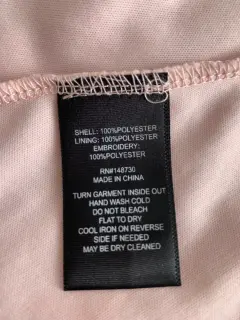 SHELL: 100%POLYESTER
LINING: 100%POLYESTER
EMBROIDERY:
100%POLYESTER
RN#148730
MADE IN CHINA
TURN GARMENT INSIDE OUT
HAND WASH COLD
DO NOT BLEACH
FLAT TO DRY
COOL IRON ON REVERSE
SIDE IF NEEDED
MAY BE DRY CLEANED